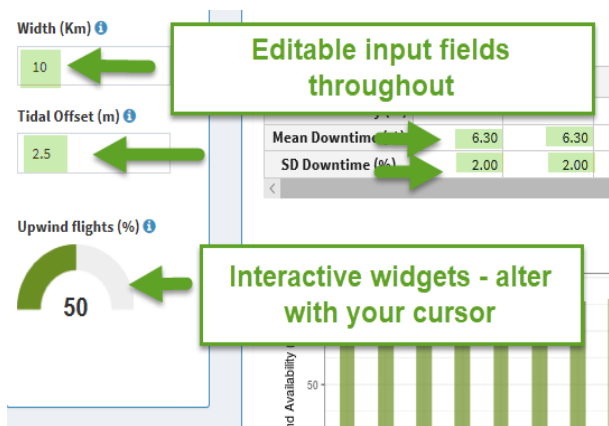 Width (Km)
10
Editable input fields
throughout
Tidal Offset (m)
2.5
Mean Downtime
6.30 6.30
SD Downtime (%)
2.00 2.00
Upwind flights (%)
50
Interactive widgets - alter
with your cursor
Availability
50